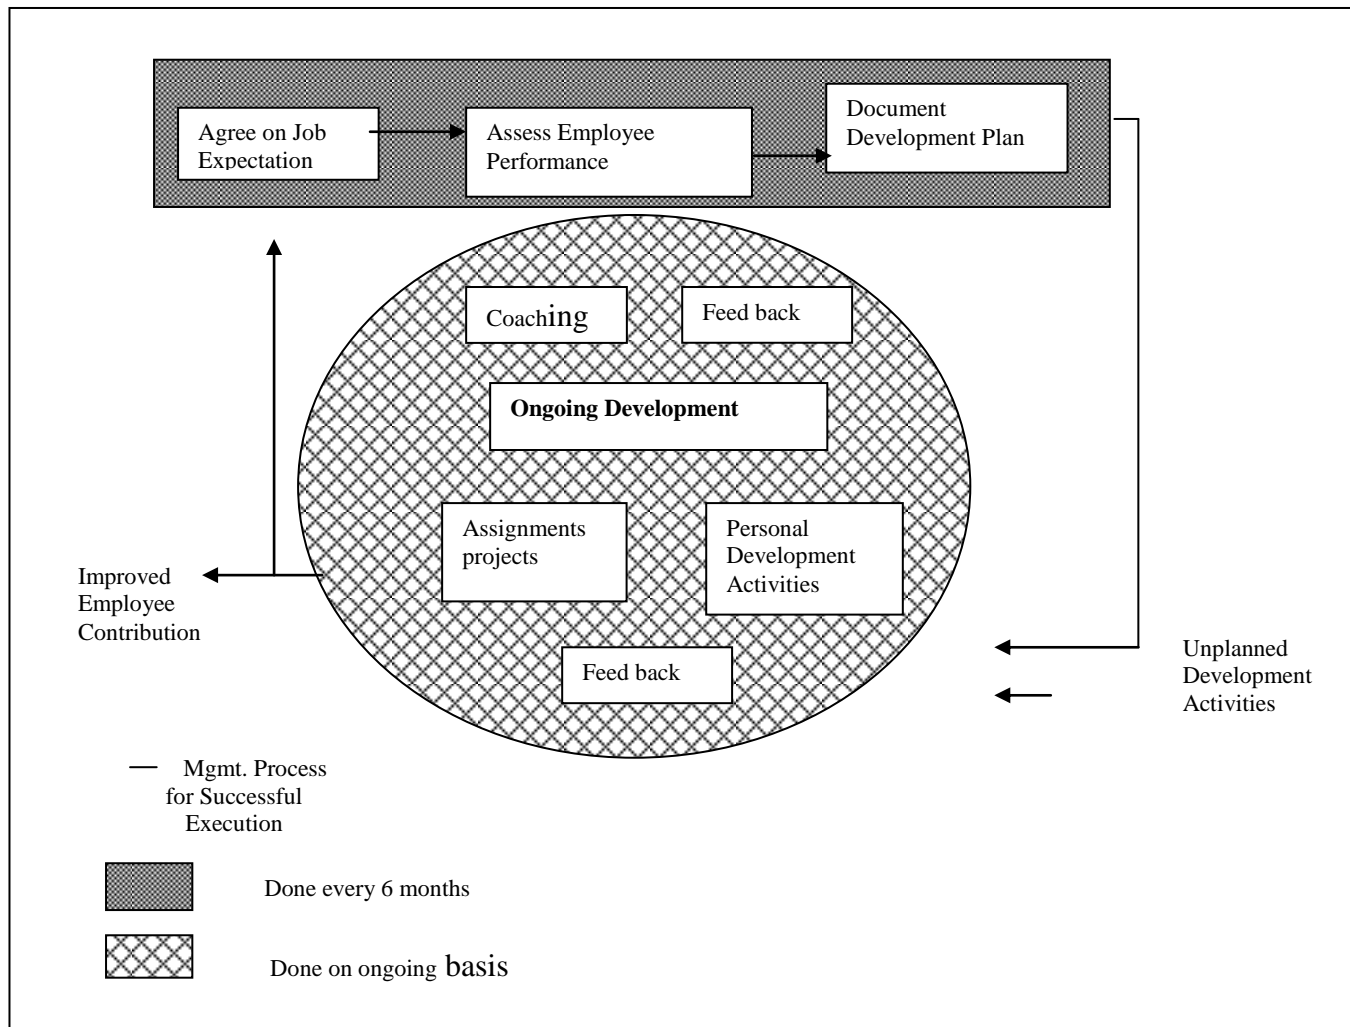 Agree on Job
Expectation
Assess Employee
Performance
Document
Development Plan
Coaching
Feed back
Ongoing Development
Assignments
projects
Personal
Development
Activities
Feed back
Improved
Employee
Contribution
Unplanned
Development
Activities
Mgmt. Process
for Successful
Execution
Done every 6 months
Done on ongoing basis